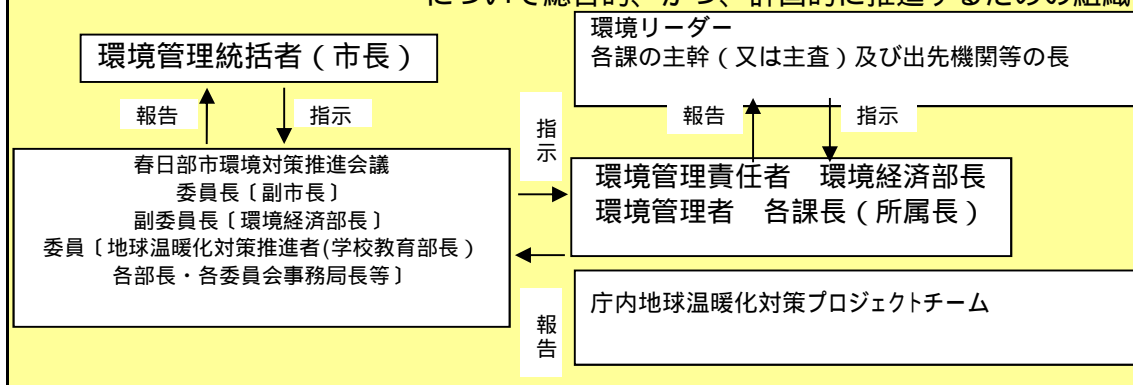 について総合的、かつ、計画的に推進するための組織
環境管理統括者（市長）
報告
指示
春日部市環境対策推進会議
委員長〔副市長〕
副委員長〔環境経済部長〕
委員〔地球温暖化対策推進者(学校教育部長）
各部長・各委員会事務局長等〕
指示
報告
環境リーダー
各課の主幹（又は主査）及び出先機関等の長
報告
指示
環境管理責任者　環境経済部長
環境管理者　各課長（所属長）
庁内地球温暖化対策プロジェクトチーム